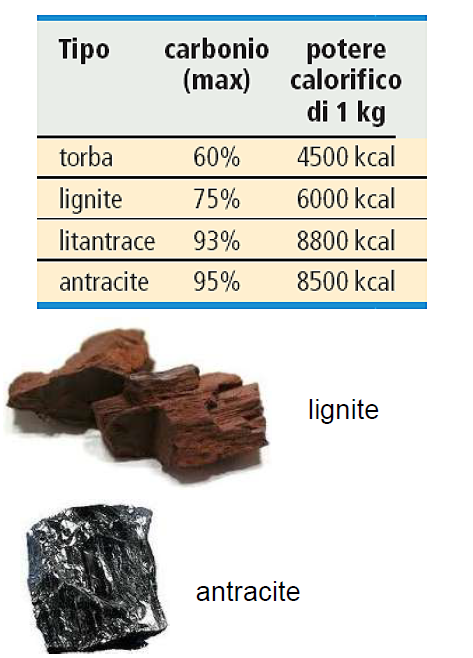 Tipo carbonio (max) potere calorifico di 1 kg
torba 60% 4500 kcal
lignite 75% 6000 kcal
litantrace 93% 8800 kcal
antracite 95% 8500 kcal
lignite
antracite